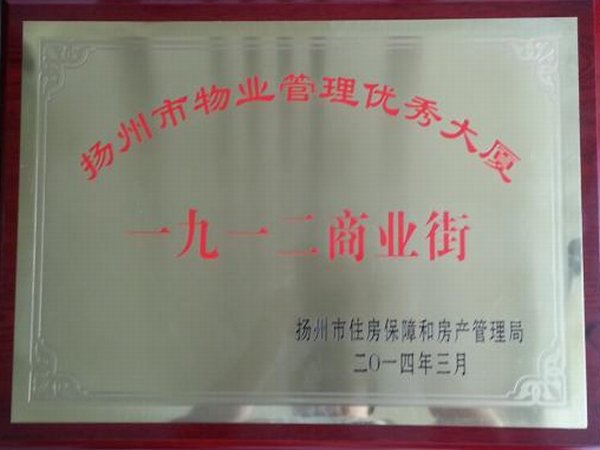 扬州市物业管理优秀大厦
一九一二商业街
扬州市住房保障和房产管理局
二〇一四年三月